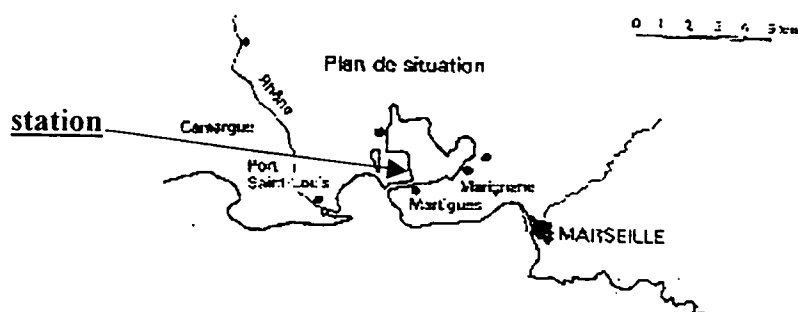 0 1 2 3 4 5 km
Plan de situation
Rhône
station
Camargue
Port
Saint-Louis
Marignane
Martigues
MARSEILLE